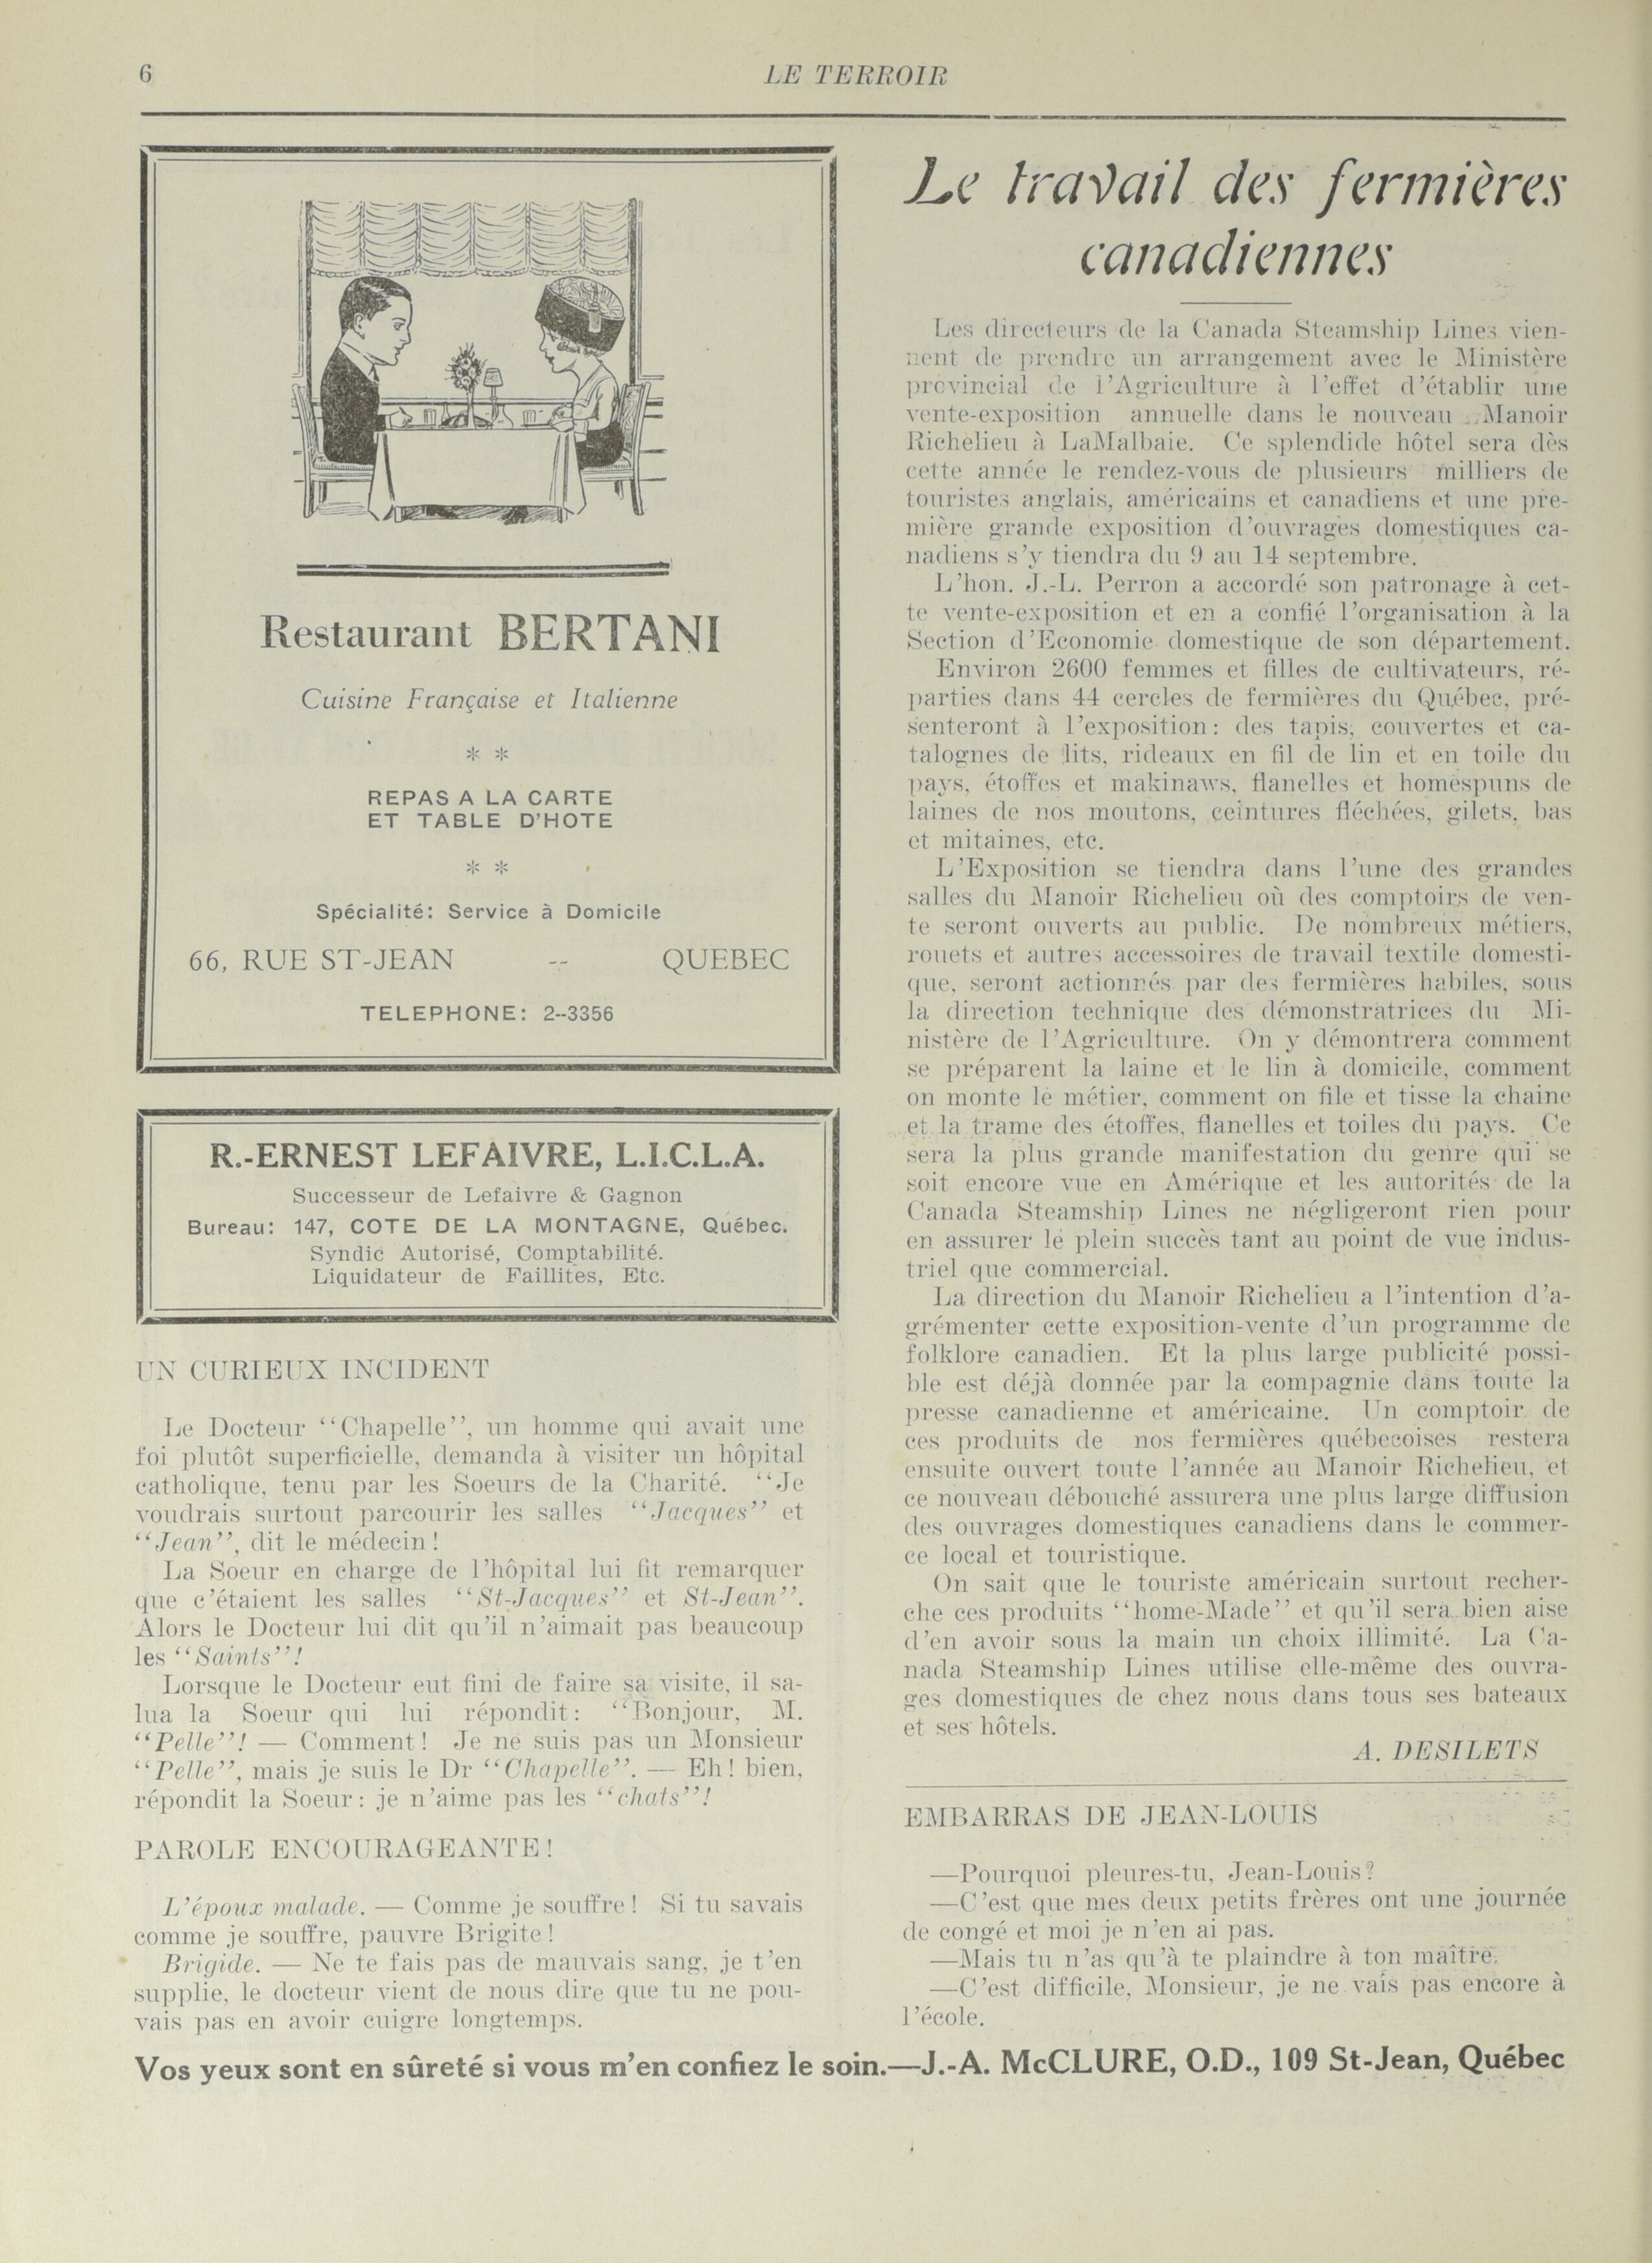 6
LE TERROIR
Restaurant BERTANI
Cuisine Française et Italienne
* *
REPAS A LA CARTE
ET TABLE D'HOTE
* *
Spécialité: Service à Domicile
66, RUE ST-JEAN -- QUEBEC
TELEPHONE: 2--3356
R.-ERNEST LEFAIVRE, L.I.C.L.A.
Successeur de Lefaivre & Gagnon
Bureau: 147, COTE DE LA MONTAGNE, Québec.
Syndic Autorisé, Comptabilité.
Liquidateur de Faillites, Etc.
UN CURIEUX INCIDENT
Le Docteur "Chapelle", un homme qui avait une
foi plutôt superficielle, demanda à visiter un hôpital
catholique, tenu par les Soeurs de la Charité. "Je
voudrais surtout parcourir les salles "Jacques" et
"Jean", dit le médecin!
La Soeur en charge de l'hôpital lui fit remarquer
que c'étaient les salles "St-Jacques" et St-Jean".
Alors le Docteur lui dit qu'il n'aimait pas beaucoup
les "Saints"!
Lorsque le Docteur eut fini de faire sa visite, il sa-
lua la Soeur qui lui répondit: "Bonjour, M.
"Pelle"! — Comment! Je ne suis pas un Monsieur
"Pelle", mais je suis le Dr "Chapelle". — Eh! bien,
répondit la Soeur: je n'aime pas les "chats"!
PAROLE ENCOURAGEANTE!
L'époux malade. — Comme je souffre! Si tu savais
comme je souffre, pauvre Brigite!
Brigide. — Ne te fais pas de mauvais sang, je t'en
supplie, le docteur vient de nous dire que tu ne pou-
vais pas en avoir cuigre longtemps.
Le travail des fermières
canadiennes
Les directeurs de la Canada Steamship Lines vien-
nent de prendre un arrangement avec le Ministère
provincial de l'Agriculture à l'effet d'établir une
vente-exposition annuelle dans le nouveau Manoir
Richelieu à LaMalbaie. Ce splendide hôtel sera dès
cette année le rendez-vous de plusieurs milliers de
touristes anglais, américains et canadiens et une pre-
mière grande exposition d'ouvrages domestiques ca-
nadiens s'y tiendra du 9 au 14 septembre.
L'hon. J.-L. Perron a accordé son patronage à cet-
te vente-exposition et en a confié l'organisation à la
Section d'Economie domestique de son département.
Environ 2600 femmes et filles de cultivateurs, ré-
parties dans 44 cercles de fermières du Québec, pré-
senteront à l'exposition: des tapis, couvertes et ca-
talognes de lits, rideaux en fil de lin et en toile du
pays, étoffes et makinaws, flanelles et homespuns de
laines de nos moutons, ceintures fléchées, gilets, bas
et mitaines, etc.
L'Exposition se tiendra dans l'une des grandes
salles du Manoir Richelieu où des comptoirs de ven-
te seront ouverts au public. De nombreux métiers,
rouets et autres accessoires de travail textile domesti-
que, seront actionnés par des fermières habiles, sous
la direction technique des démonstratrices du Mi-
nistère de l'Agriculture. On y démontrera comment
se préparent la laine et le lin à domicile, comment
on monte le métier, comment on file et tisse la chaine
et la trame des étoffes, flanelles et toiles du pays. Ce
sera la plus grande manifestation du genre qui se
soit encore vue en Amérique et les autorités de la
Canada Steamship Lines ne négligeront rien pour
en assurer le plein succès tant au point de vue indus-
triel que commercial.
La direction du Manoir Richelieu a l'intention d'a-
grémenter cette exposition-vente d'un programme de
folklore canadien. Et la plus large publicité possi-
ble est déjà donnée par la compagnie dans toute la
presse canadienne et américaine. Un comptoir de
ces produits de nos fermières québecoises restera
ensuite ouvert toute l'année au Manoir Richelieu, et
ce nouveau débouché assurera une plus large diffusion
des ouvrages domestiques canadiens dans le commer-
ce local et touristique.
On sait que le touriste américain surtout recher-
che ces produits "home-Made" et qu'il sera bien aise
d'en avoir sous la main un choix illimité. La Ca-
nada Steamship Lines utilise elle-même des ouvra-
ges domestiques de chez nous dans tous ses bateaux
et ses hôtels.
A. DESILETS
EMBARRAS DE JEAN-LOUIS
—Pourquoi pleures-tu, Jean-Louis?
—C'est que mes deux petits frères ont une journée
de congé et moi je n'en ai pas.
—Mais tu n'as qu'à te plaindre à ton maître.
—C'est difficile, Monsieur, je ne vais pas encore à
l'école.
Vos yeux sont en sûreté si vous m'en confiez le soin.—J.-A. McCLURE, O.D., 109 St-Jean, Québec